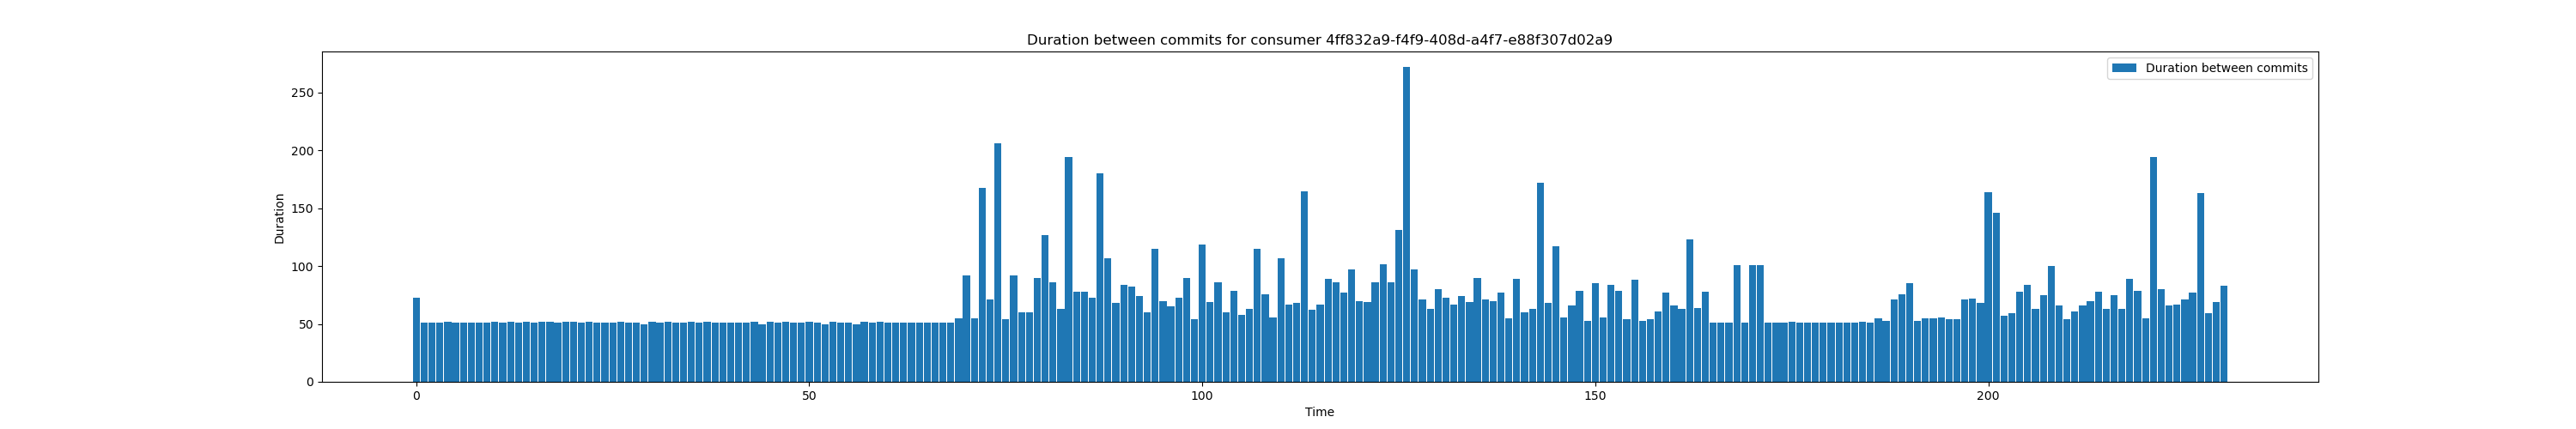 Duration between commits for consumer 4ff832a9-f4f9-408d-a4f7-e88f307d02a9
Duration between commits
250
200
150
100
50
0
Duration
0 50 100 150 200
Time